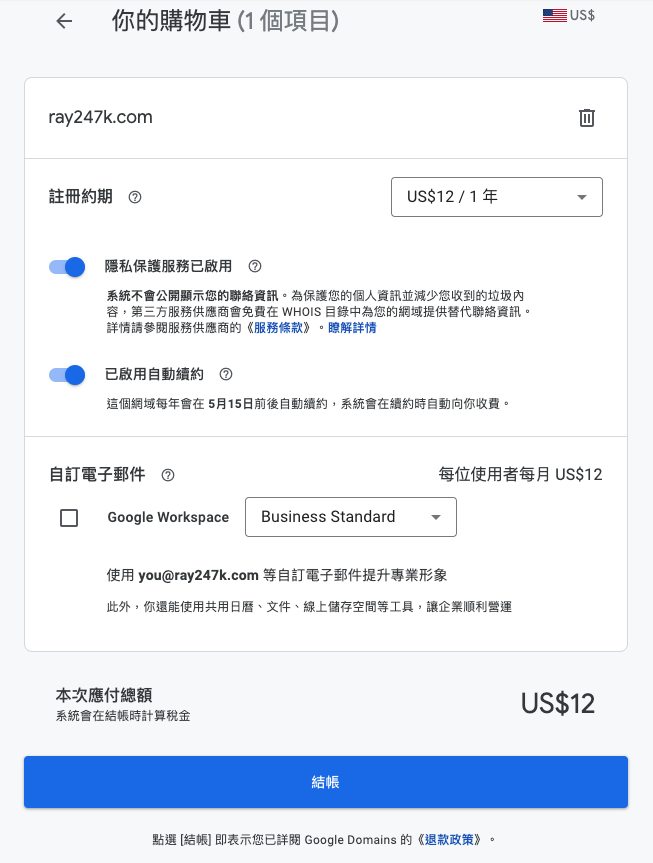 你的購物車 (1 個項目)
US$
ray247k.com
註冊約期
US$12 / 1 年
隱私保護服務已啟用
系統不會公開顯示您的聯絡資訊。為保護您的個人資訊並減少您收到的垃圾內
容，第三方服務供應商會免費在 WHOIS 目錄中為您的網域提供替代聯絡資訊。
詳情請參閱服務供應商的《服務條款》。瞭解詳情
已啟用自動續約
這個網域每年會在 5月15日前後自動續約，系統會在續約時自動向你收費。
自訂電子郵件
每位使用者每月 US$12
Google Workspace
Business Standard
使用 you@ray247k.com 等自訂電子郵件提升專業形象
此外，你還能使用共用日曆、文件、線上儲存空間等工具，讓企業順利營運
本次應付總額
US$12
系統會在結帳時計算稅金
結帳
點選 [結帳] 即表示您已詳閱 Google Domains 的《退款政策》。